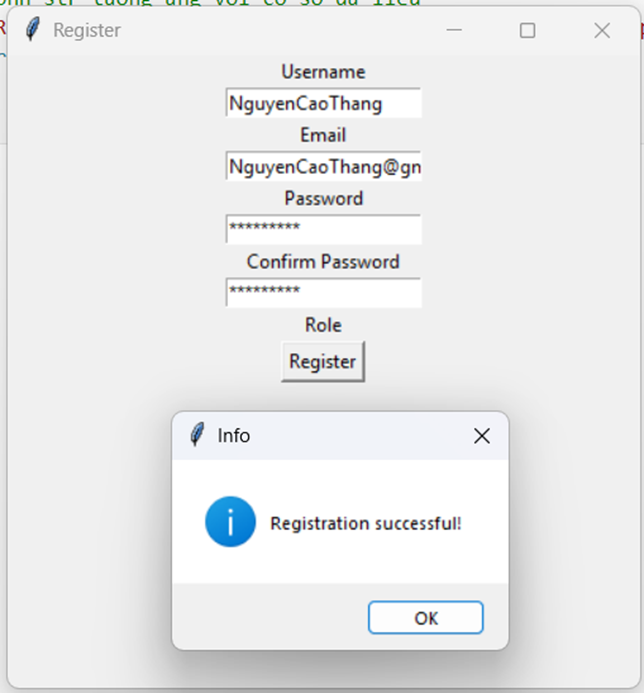 Register
Username
NguyenCaoThang
Email
NguyenCaoThang@gn
Password
*********
Confirm Password
*********
Role
Register
Info
Registration successful!
OK